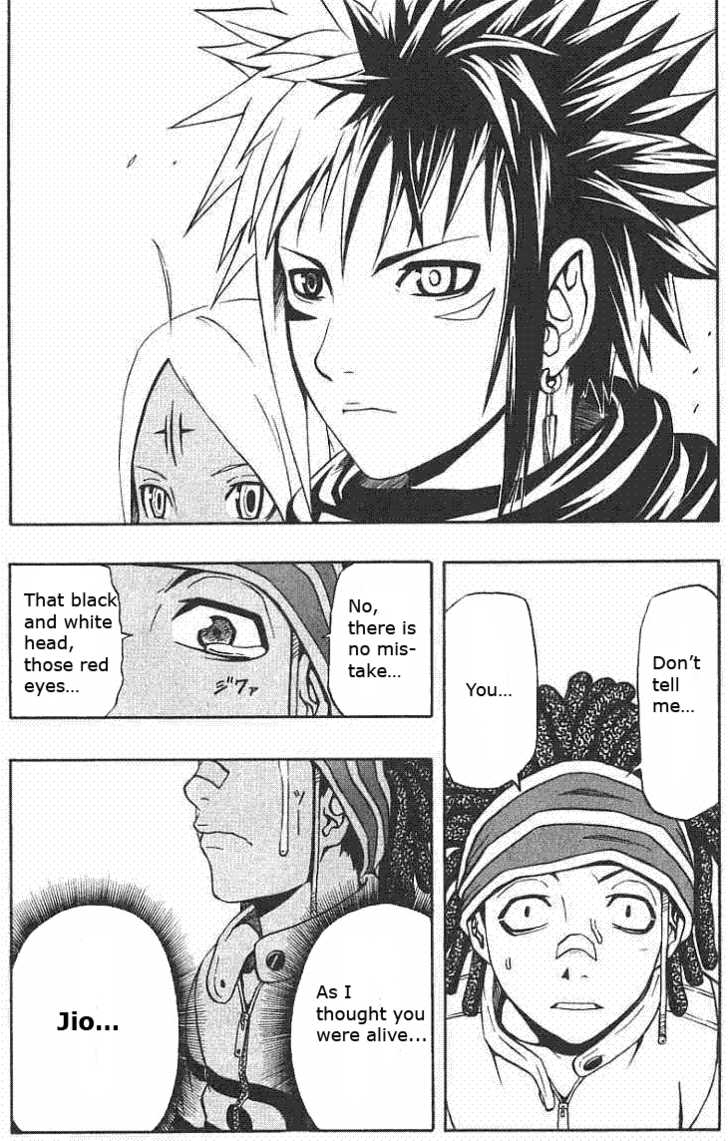 Don't
tell
me...
You...
No,
there is
no mis-
take...
That black
and white
head,
those red
eyes...
ジワァ
ツ
As I
thought you
were alive...
Jio...